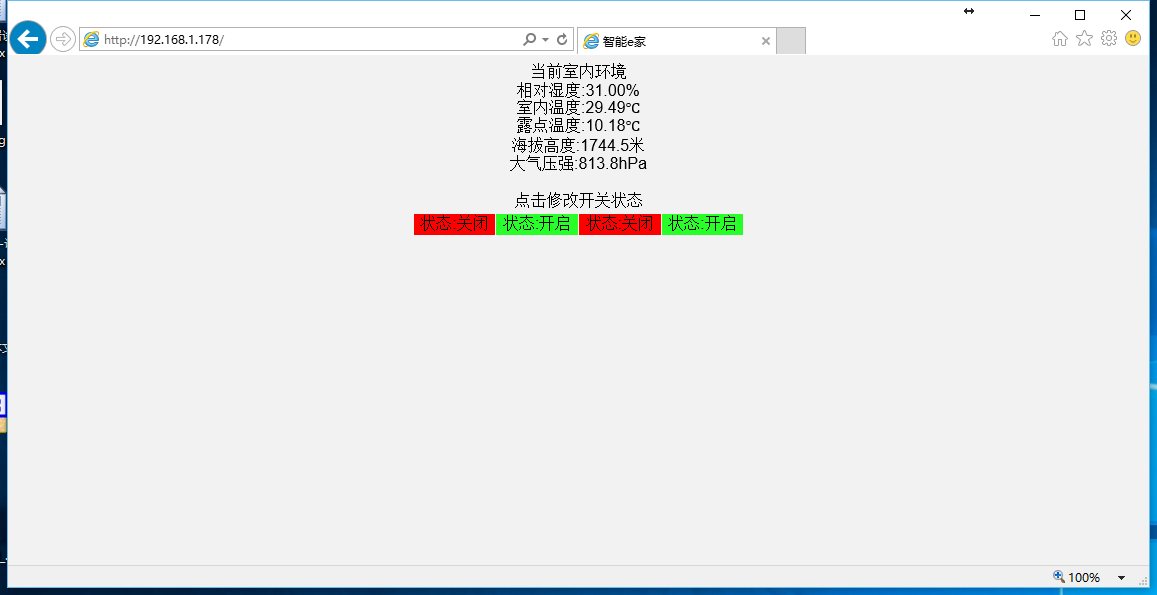 http://192.168.1.178/
智能e家
当前室内环境
相对湿度:31.00%
室内温度:29.49℃
露点温度:10.18℃
海拔高度:1744.5米
大气压强:813.8hPa
点击修改开关状态
状态:关闭 状态:开启 状态:关闭 状态:开启
100%